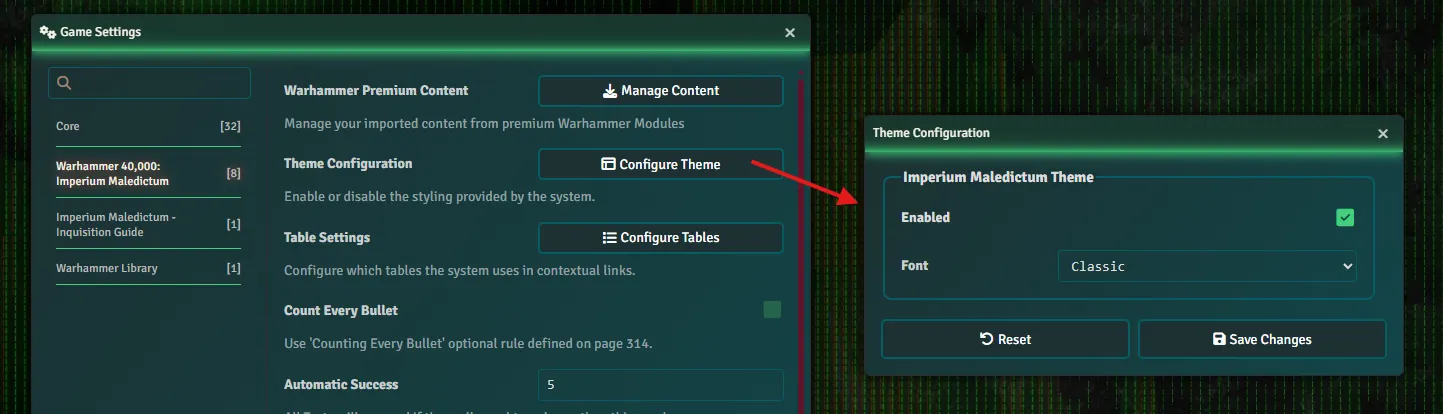 Game Settings
Core [32]
Warhammer 40,000:
Imperium Maledictum [8]
Imperium Maledictum -
Inquisition Guide [1]
Warhammer Library [1]
Warhammer Premium Content Manage Content
Manage your imported content from premium Warhammer Modules
Theme Configuration Configure Theme
Enable or disable the styling provided by the system.
Table Settings Configure Tables
Configure which tables the system uses in contextual links.
Count Every Bullet
Use 'Counting Every Bullet' optional rule defined on page 314.
Automatic Success 5
Theme Configuration
Imperium Maledictum Theme
Enabled
Font Classic
Reset Save Changes